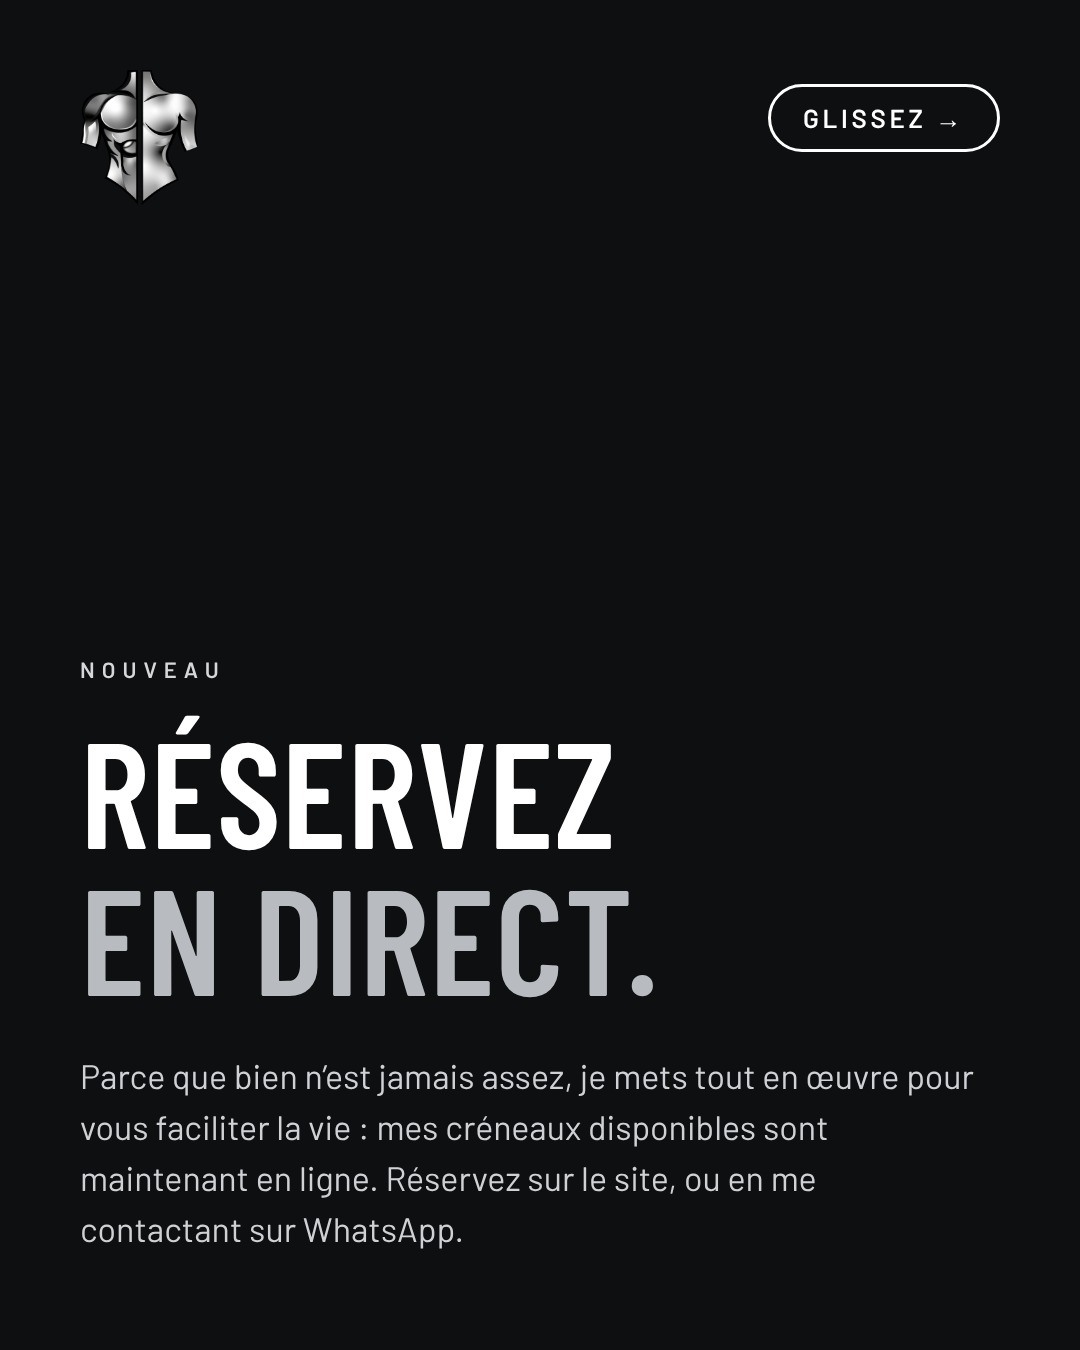 GLISSEZ →
NOUVEAU
RÉSERVEZ
EN DIRECT.
Parce que bien n’est jamais assez, je mets tout en œuvre pour
vous faciliter la vie : mes créneaux disponibles sont
maintenant en ligne. Réservez sur le site, ou en me
contactant sur WhatsApp.